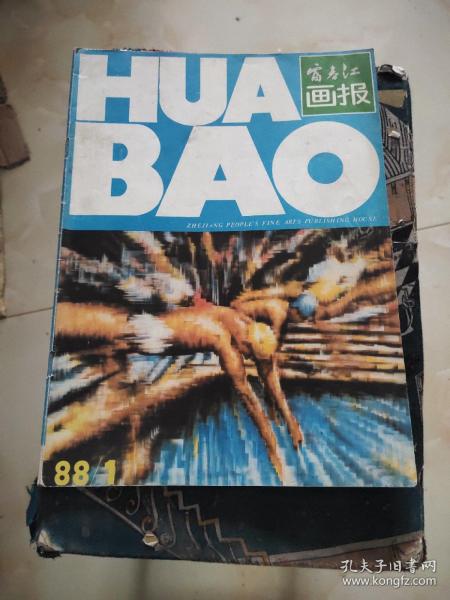 HUA
BAO
富春江
画报
ZHEJIANG PEOPLE'S FINE ARTS PUBLISHING HOUSE
88/1
孔夫子旧书网
www.kongfz.com